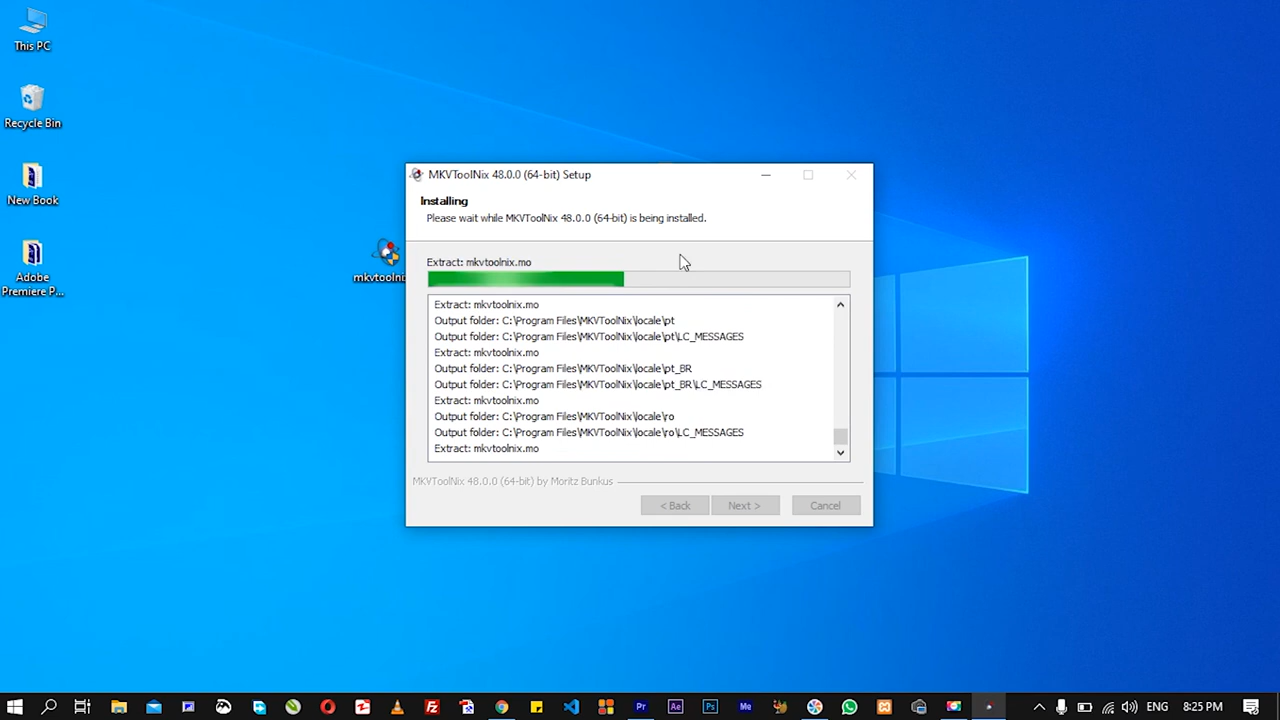 This PC
Recycle Bin
New Book
Adobe
Premiere P...
mkvtoolni
MKVToolNix 48.0.0 (64-bit) Setup
Installing
Please wait while MKVToolNix 48.0.0 (64-bit) is being installed.
Extract: mkvtoolnix.mo
Extract: mkvtoolnix.mo
Output folder: C:\Program Files\MKVToolNix\locale\pt
Output folder: C:\Program Files\MKVToolNix\locale\pt\LC_MESSAGES
Extract: mkvtoolnix.mo
Output folder: C:\Program Files\MKVToolNix\locale\pt_BR
Output folder: C:\Program Files\MKVToolNix\locale\pt_BR\LC_MESSAGES
Extract: mkvtoolnix.mo
Output folder: C:\Program Files\MKVToolNix\locale\ro
Output folder: C:\Program Files\MKVToolNix\locale\ro\LC_MESSAGES
Extract: mkvtoolnix.mo
MKVToolNix 48.0.0 (64-bit) by Moritz Bunkus
< Back Next > Cancel
Fz Pr Ae Ps Me ENG 8:25 PM